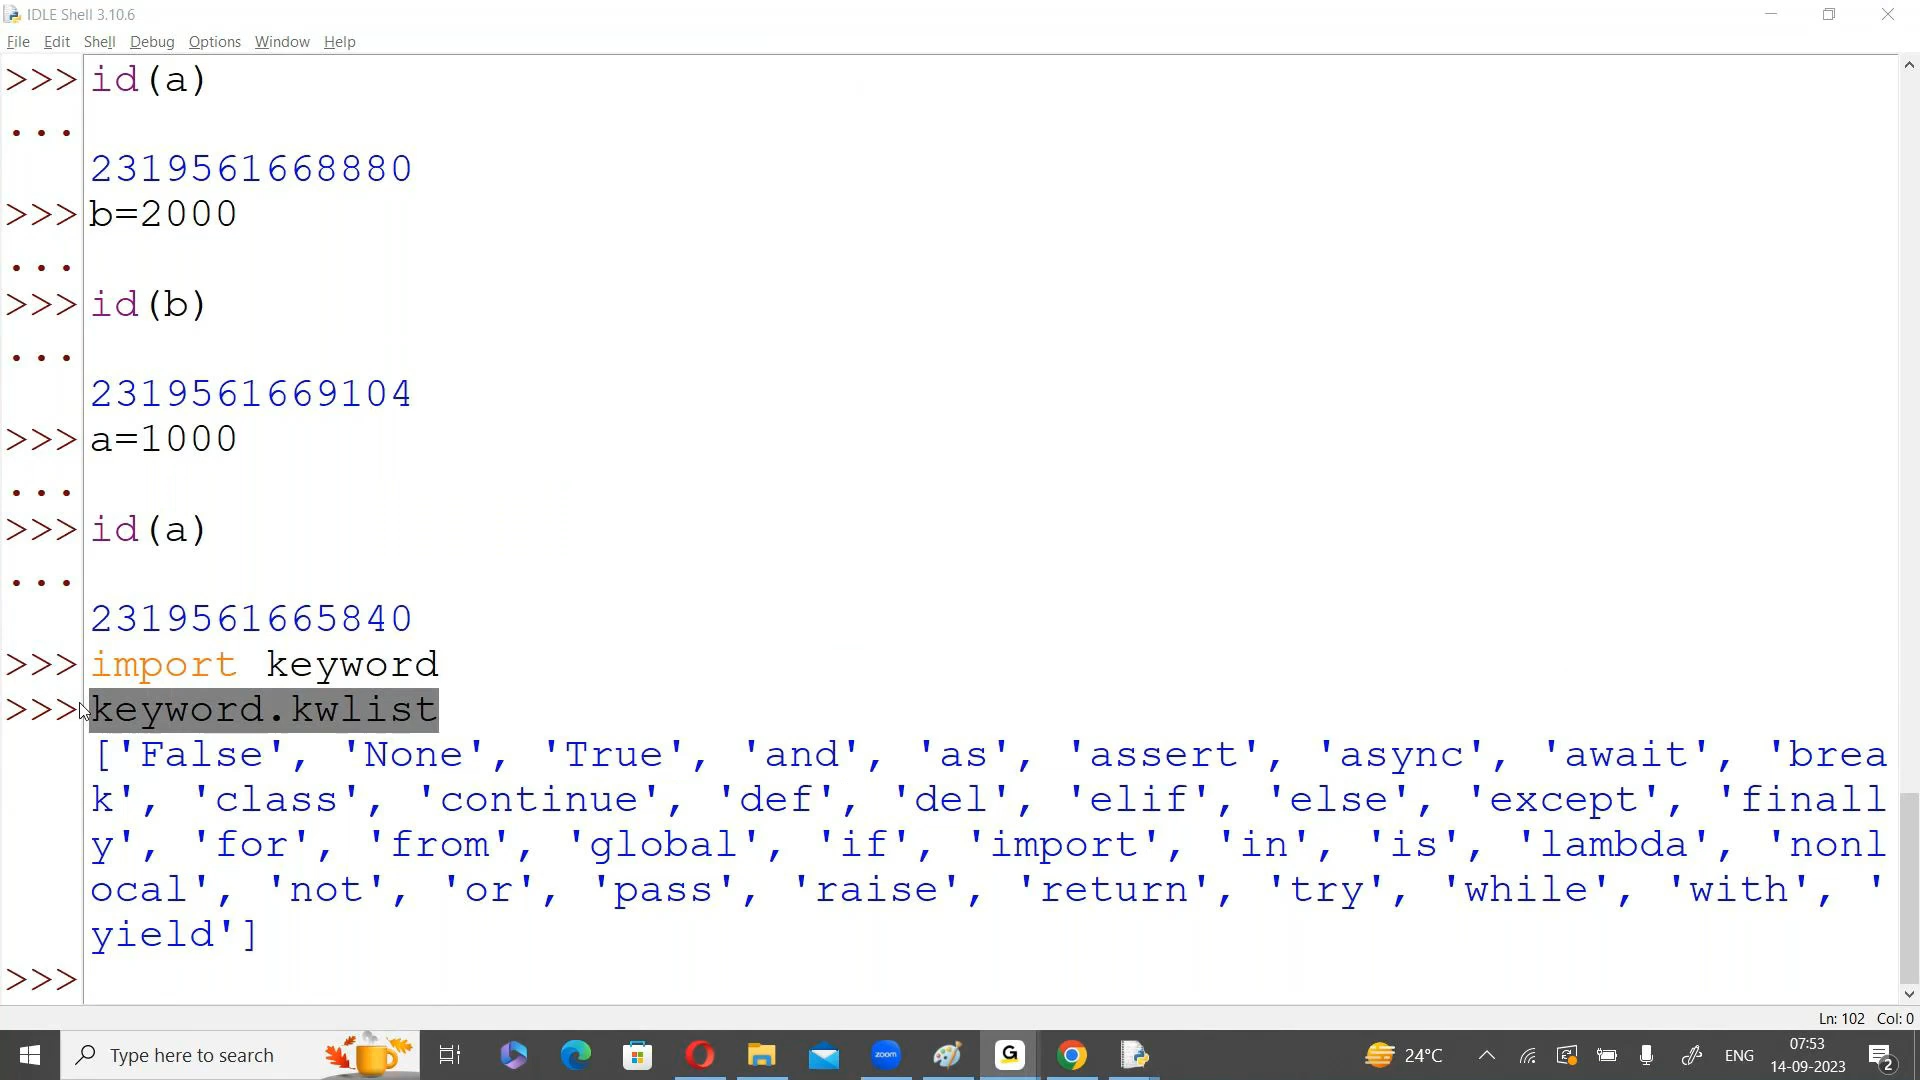 IDLE Shell 3.10.6
File Edit Shell Debug Options Window Help
>>> id(a)
...
2319561668880
>>> b=2000
...
>>> id(b)
...
2319561669104
>>> a=1000
...
>>> id(a)
...
2319561665840
>>> import keyword
>>> keyword.kwlist
['False', 'None', 'True', 'and', 'as', 'assert', 'async', 'await', 'brea
k', 'class', 'continue', 'def', 'del', 'elif', 'else', 'except', 'finall
y', 'for', 'from', 'global', 'if', 'import', 'in', 'is', 'lambda', 'nonl
ocal', 'not', 'or', 'pass', 'raise', 'return', 'try', 'while', 'with', '
yield']
>>>
Ln: 102 Col: 0
Type here to search
zoom
G
24°C
ENG
07:53
14-09-2023
2